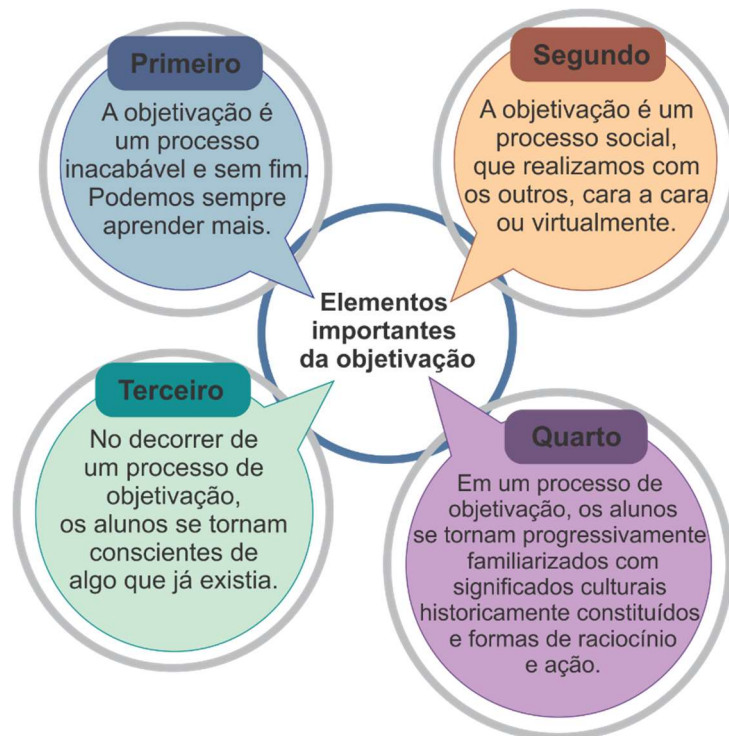 Primeiro
A objetivação é
um processo
inacabável e sem fim.
Podemos sempre
aprender mais.
Segundo
A objetivação é um
processo social,
que realizamos com
os outros, cara a cara
ou virtualmente.
Elementos
importantes
da objetivação
Terceiro
No decorrer de
um processo de
objetivação,
os alunos se tornam
conscientes de
algo que já existia.
Quarto
Em um processo de
objetivação, os alunos
se tornam progressivamente
familiarizados com
significados culturais
historicamente constituídos
e formas de raciocínio
e ação.